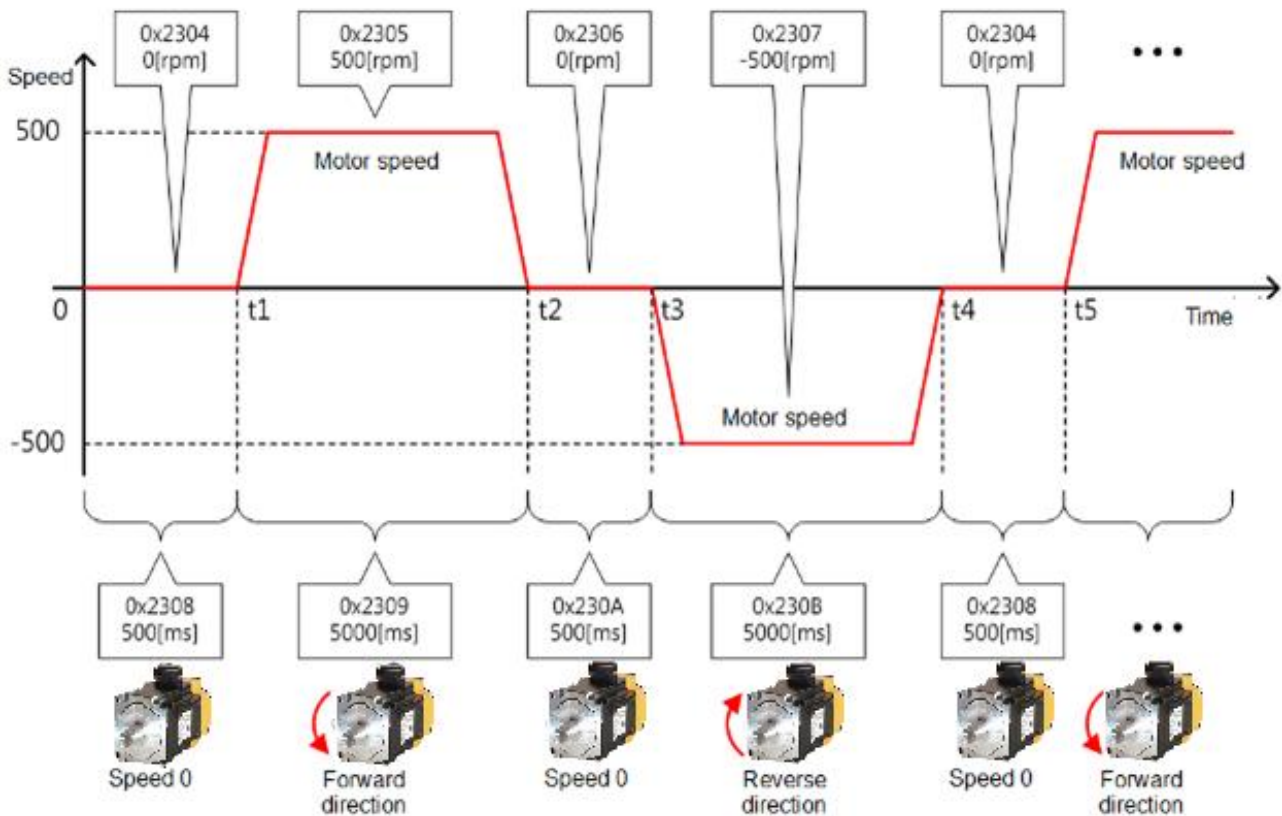 0x2304
0[rpm]
0x2305
500[rpm]
0x2306
0[rpm]
0x2307
-500[rpm]
0x2304
0[rpm]
•••
Speed
500
Motor speed
Motor speed
0
t1
t2
t3
t4
t5
Time
-500
Motor speed
0x2308
500[ms]
0x2309
5000[ms]
0x230A
500[ms]
0x230B
5000[ms]
0x2308
500[ms]
•••
Speed 0
Forward
direction
Speed 0
Reverse
direction
Speed 0
Forward
direction